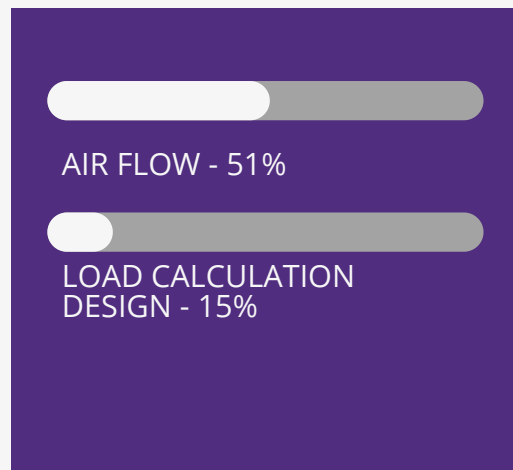 AIR FLOW - 51%
LOAD CALCULATION
DESIGN - 15%